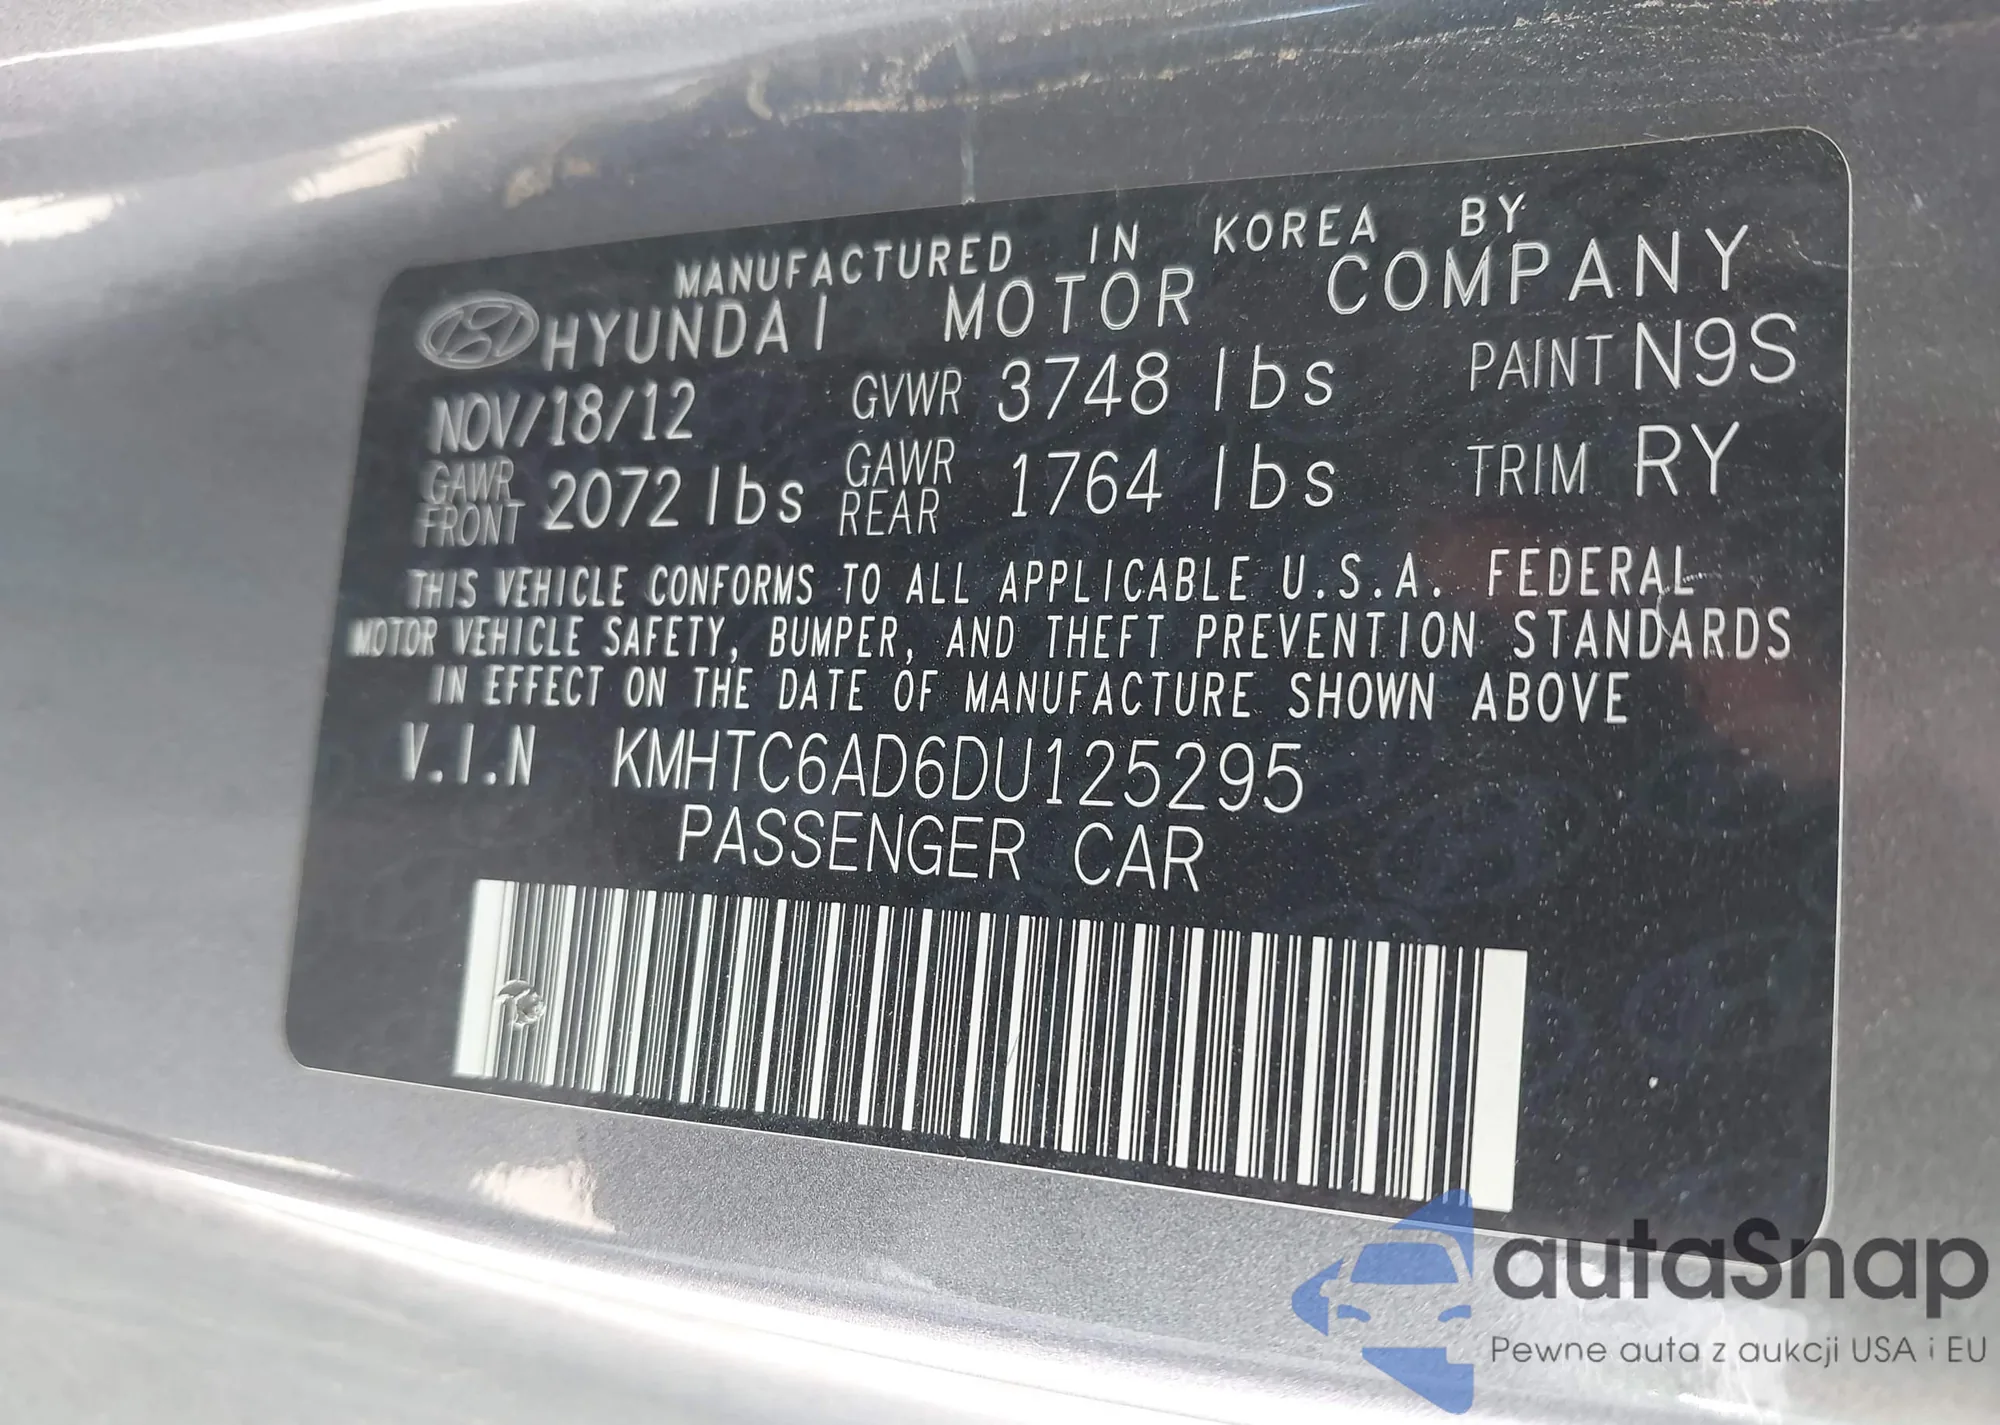 MANUFACTURED IN KOREA BY
HYUNDAI MOTOR COMPANY
NOV/18/12 GVWR 3748 lbs PAINT N9S
GAWR FRONT 2072 lbs GAWR REAR 1764 lbs TRIM RY
THIS VEHICLE CONFORMS TO ALL APPLICABLE U.S.A. FEDERAL
MOTOR VEHICLE SAFETY, BUMPER, AND THEFT PREVENTION STANDARDS
IN EFFECT ON THE DATE OF MANUFACTURE SHOWN ABOVE
V.I.N KMHTC6AD6DU125295
PASSENGER CAR
autaSnap
Pewne auta z aukcji USA i EU